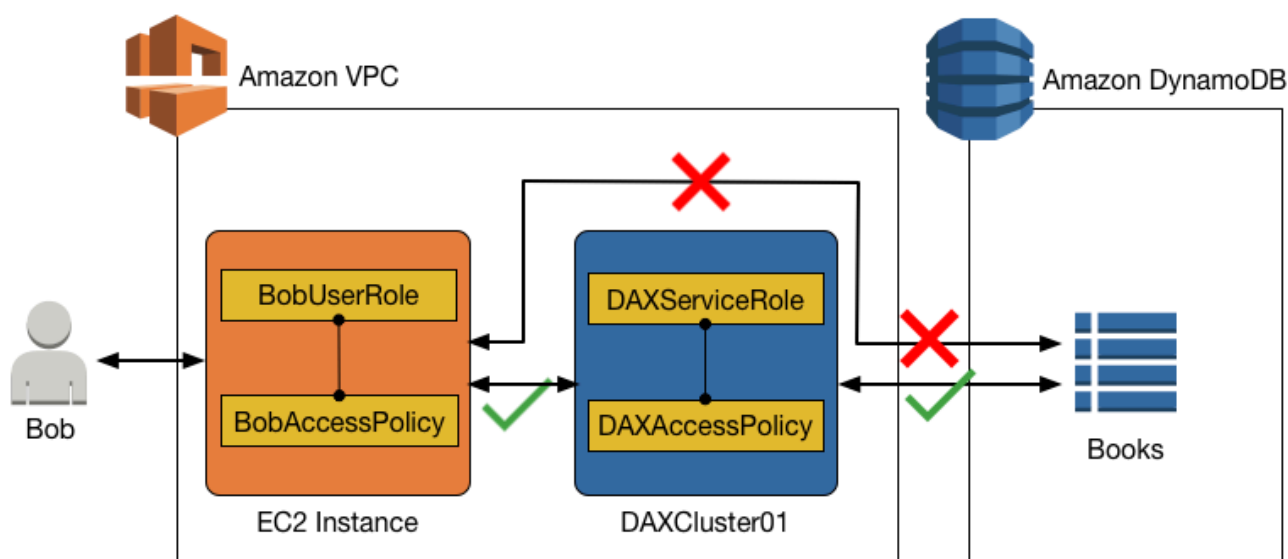 Amazon VPC
Amazon DynamoDB
BobUserRole
DAXServiceRole
BobAccessPolicy
DAXAccessPolicy
Bob
Books
EC2 Instance
DAXCluster01